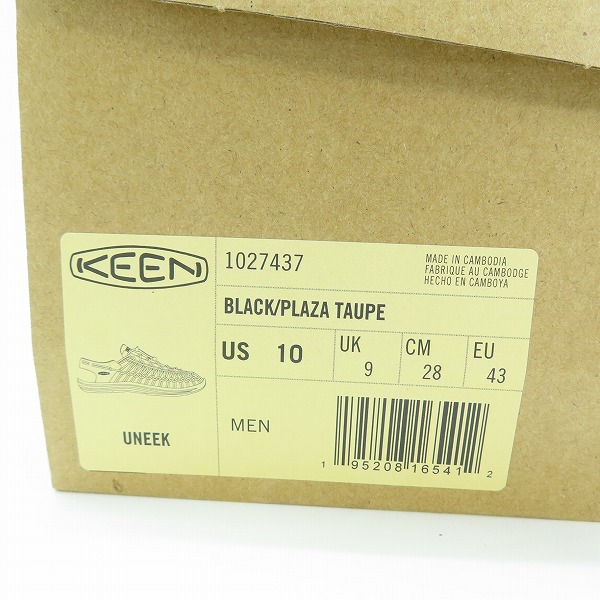 KEEN
UNEEK
1027437
MADE IN CAMBODIA
FABRIQUE AU CAMBODGE
HECHO EN CAMBOYA
BLACK/PLAZA TAUPE
US 10
UK 9
CM 28
EU 43
MEN
1 95208 16541 2